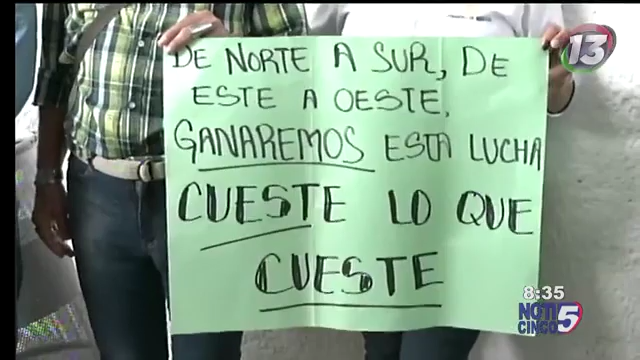 13
DE NORTE A SUR, DE
ESTE A OESTE.
GANAREMOS ESTA LUCHA
CUESTE LO QUE
CUESTE
8:35
NOTI
CINCO 5